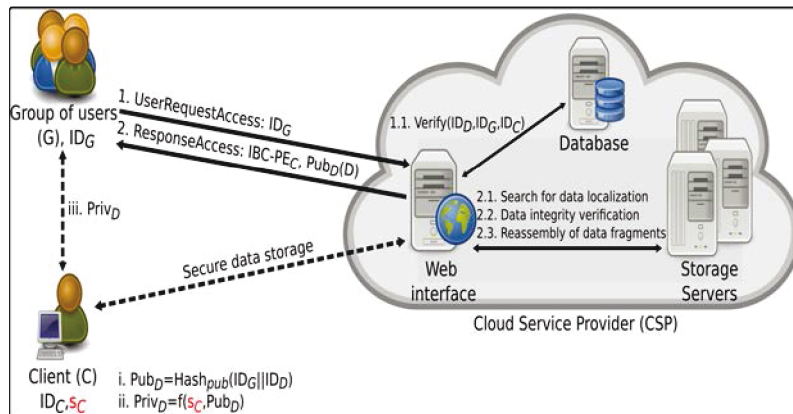 Group of users
(G), ID_G
1. UserRequestAccess: ID_G
2. ResponseAccess: IBC-PE_C, Pub_D(D)
1.1. Verify(ID_D,ID_G,ID_C)
Database
iii. Priv_D
2.1. Search for data localization
2.2. Data integrity verification
2.3. Reassembly of data fragments
Secure data storage
Web
interface
Storage
Servers
Cloud Service Provider (CSP)
Client (C)
ID_C,s_C
i. Pub_D=Hash_pub(ID_G||ID_D)
ii. Priv_D=f(s_C,Pub_D)